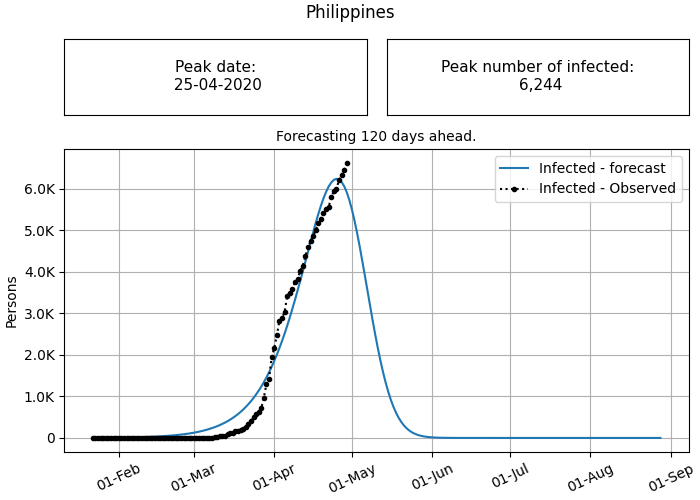 Philippines
Peak date:
25-04-2020
Peak number of infected:
6,244
Forecasting 120 days ahead.
Infected - forecast
Infected - Observed
6.0K
5.0K
4.0K
3.0K
2.0K
1.0K
0
Persons
01-Feb
01-Mar
01-Apr
01-May
01-Jun
01-Jul
01-Aug
01-Sep